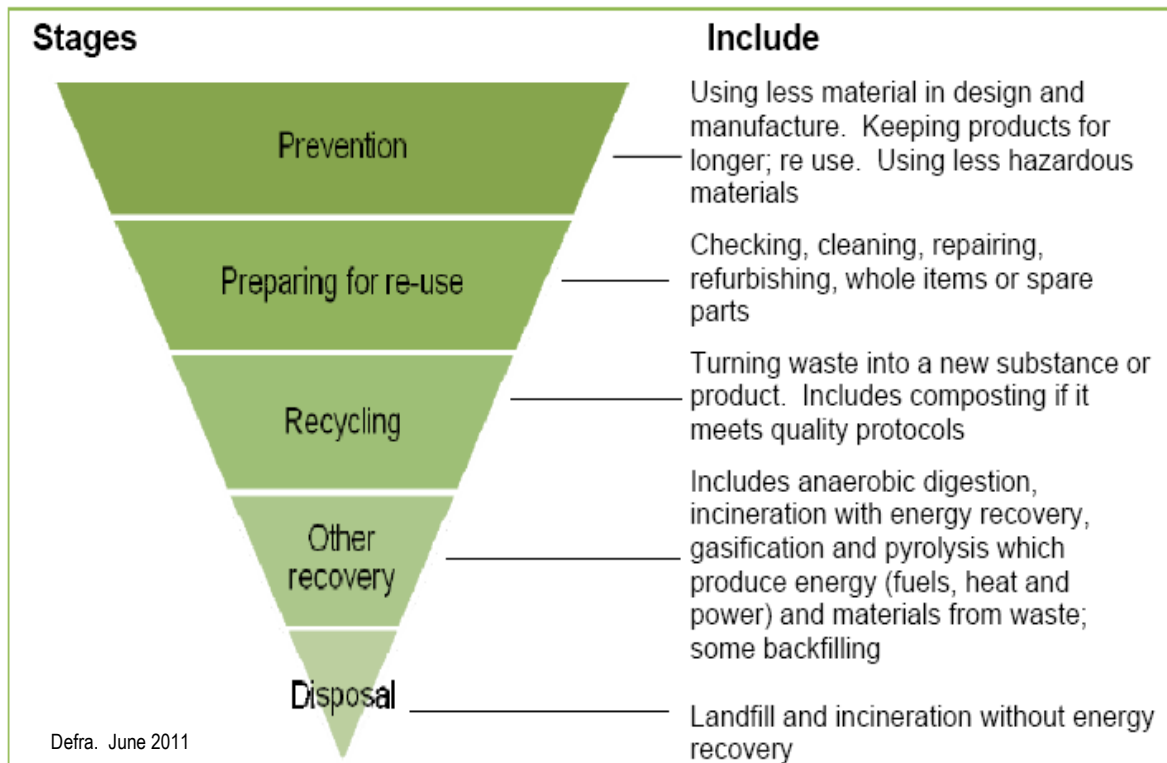 Stages
Include
Prevention
Using less material in design and
manufacture.  Keeping products for
longer; re use.  Using less hazardous
materials
Preparing for re-use
Checking, cleaning, repairing,
refurbishing, whole items or spare
parts
Recycling
Turning waste into a new substance or
product.  Includes composting if it
meets quality protocols
Other
recovery
Includes anaerobic digestion,
incineration with energy recovery,
gasification and pyrolysis which
produce energy (fuels, heat and
power) and materials from waste;
some backfilling
Disposal
Landfill and incineration without energy
recovery
Defra.  June 2011